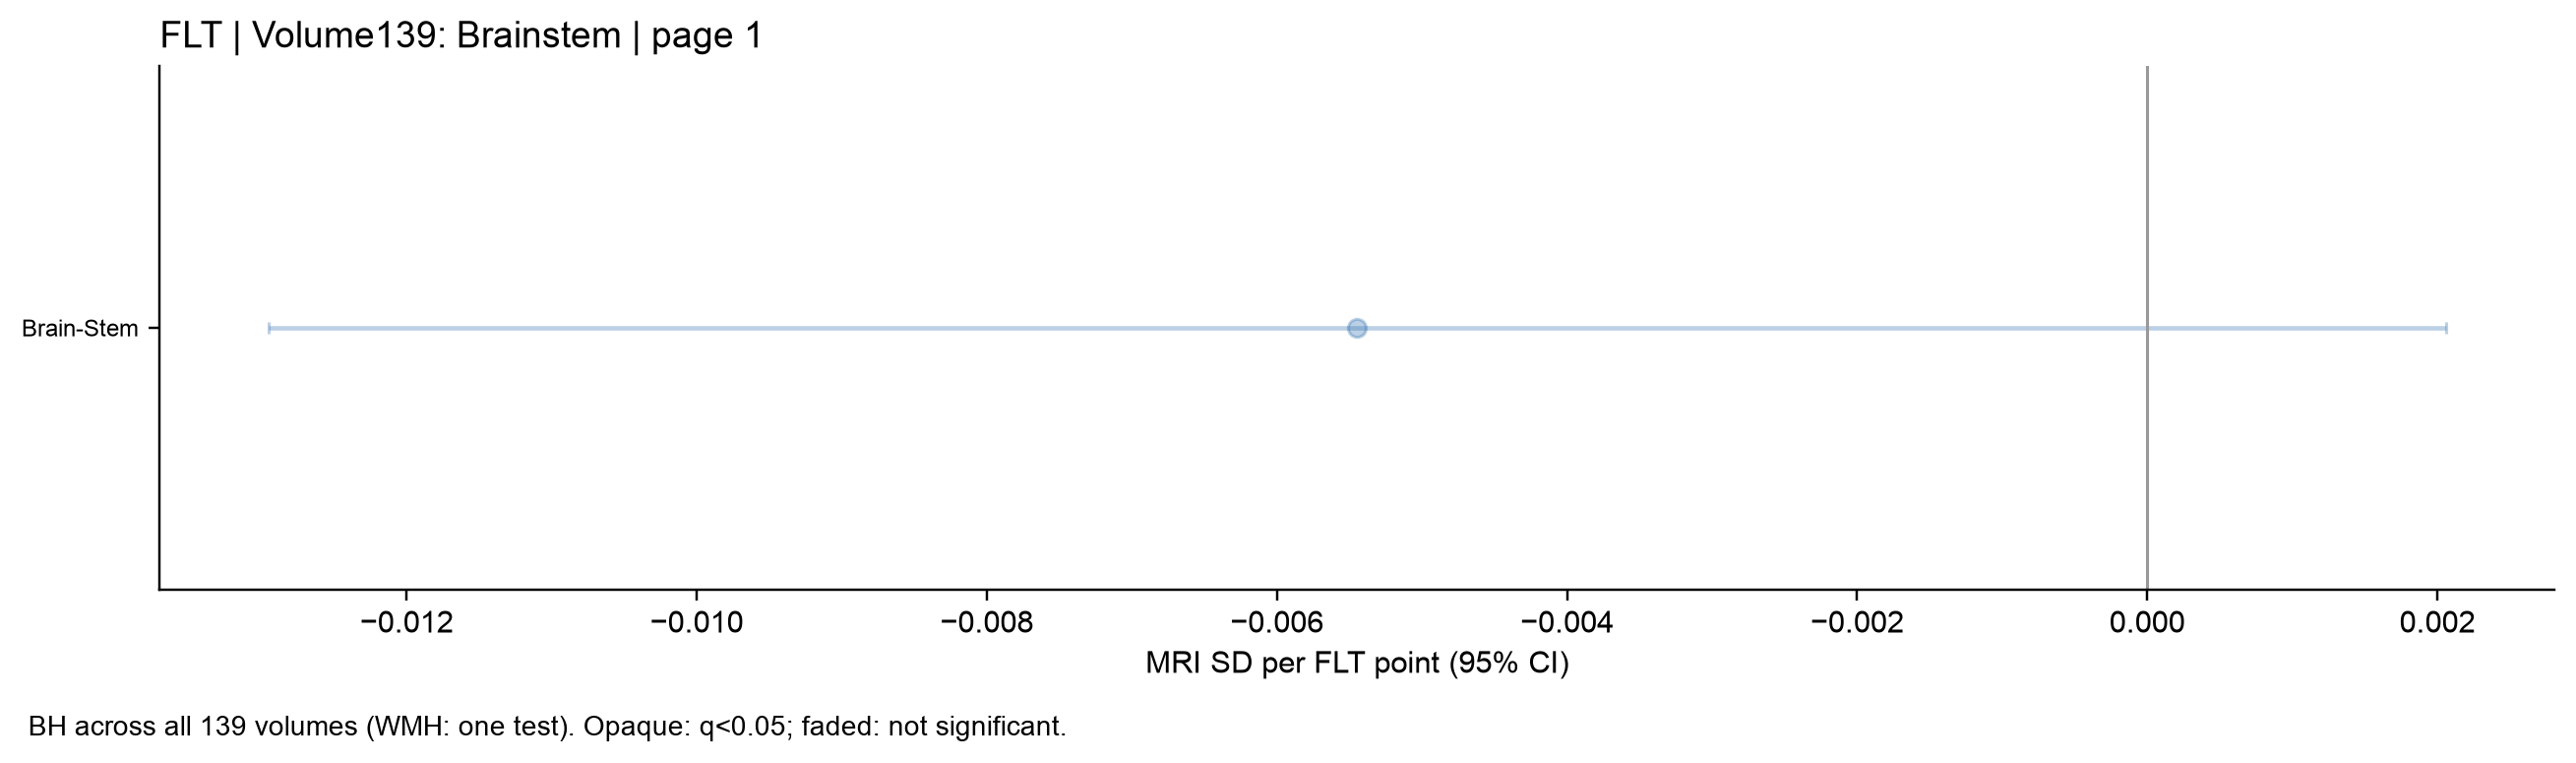 FLT | Volume139: Brainstem | page 1
Brain-Stem
−0.012 −0.010 −0.008 −0.006 −0.004 −0.002 0.000 0.002
MRI SD per FLT point (95% CI)
BH across all 139 volumes (WMH: one test). Opaque: q<0.05; faded: not significant.